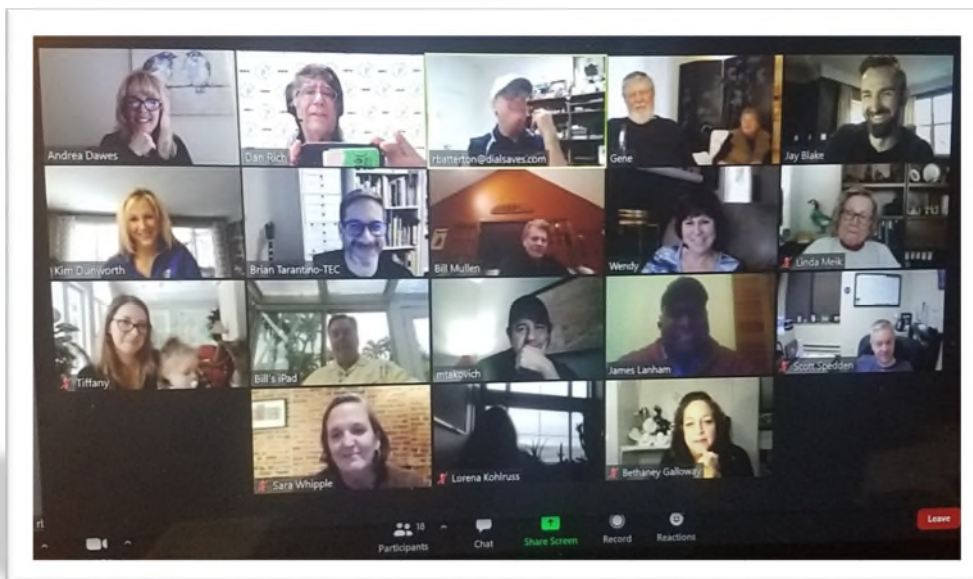 Andrea Dawes
Dan Rich
rbatterton@dialsaves.com
Gene
Jay Blake
Kim Dunworth
Brian Tarantino-TEC
Bill Mullen
Wendy
Linda Meik
Tiffany
Bill's iPad
mtakovich
James Lanham
Scott Spedden
Sara Whipple
Lorena Kohlruss
Bethaney Galloway
18
Participants
Chat
Share Screen
Record
Reactions
Leave